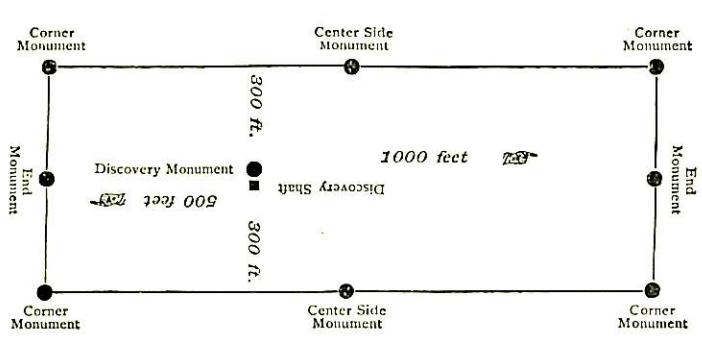 Corner
Monument
Center Side
Monument
Corner
Monument
300 ft.
1000 feet
End
Monument
Discovery Monument
End
Monument
Discovery Shaft
500 feet
300 ft.
Corner
Monument
Center Side
Monument
Corner
Monument